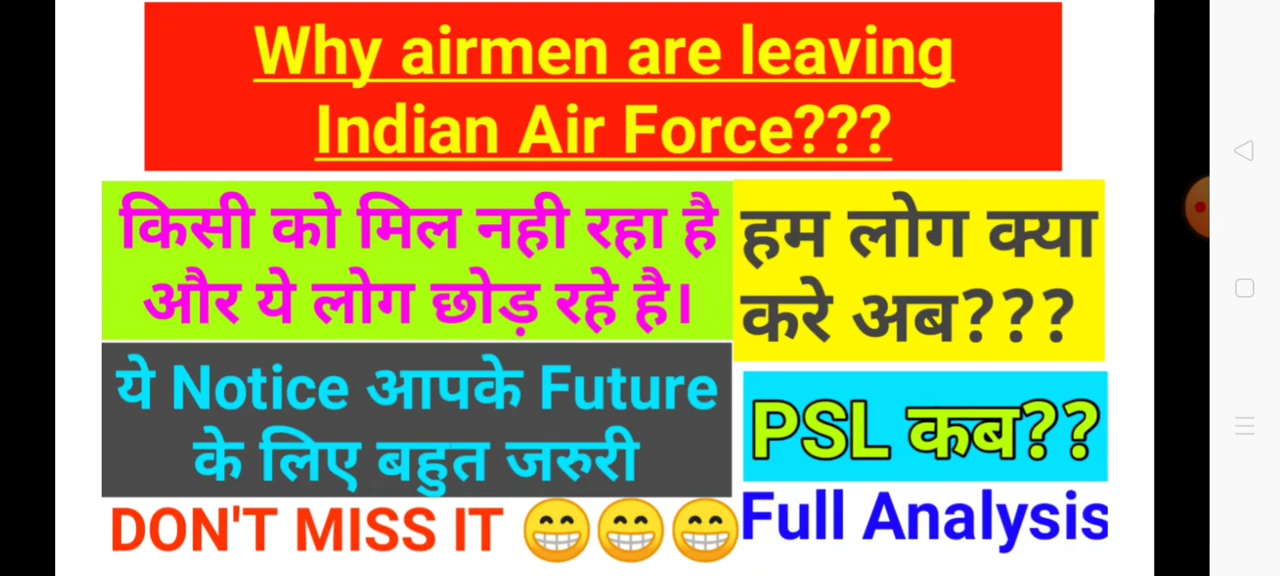 Why airmen are leaving
Indian Air Force???
किसी को मिल नही रहा है
और ये लोग छोड़ रहे है।
हम लोग क्या
करे अब???
ये Notice आपके Future
के लिए बहुत जरुरी
PSL कब??
DON'T MISS IT 😁😁😁
Full Analysis